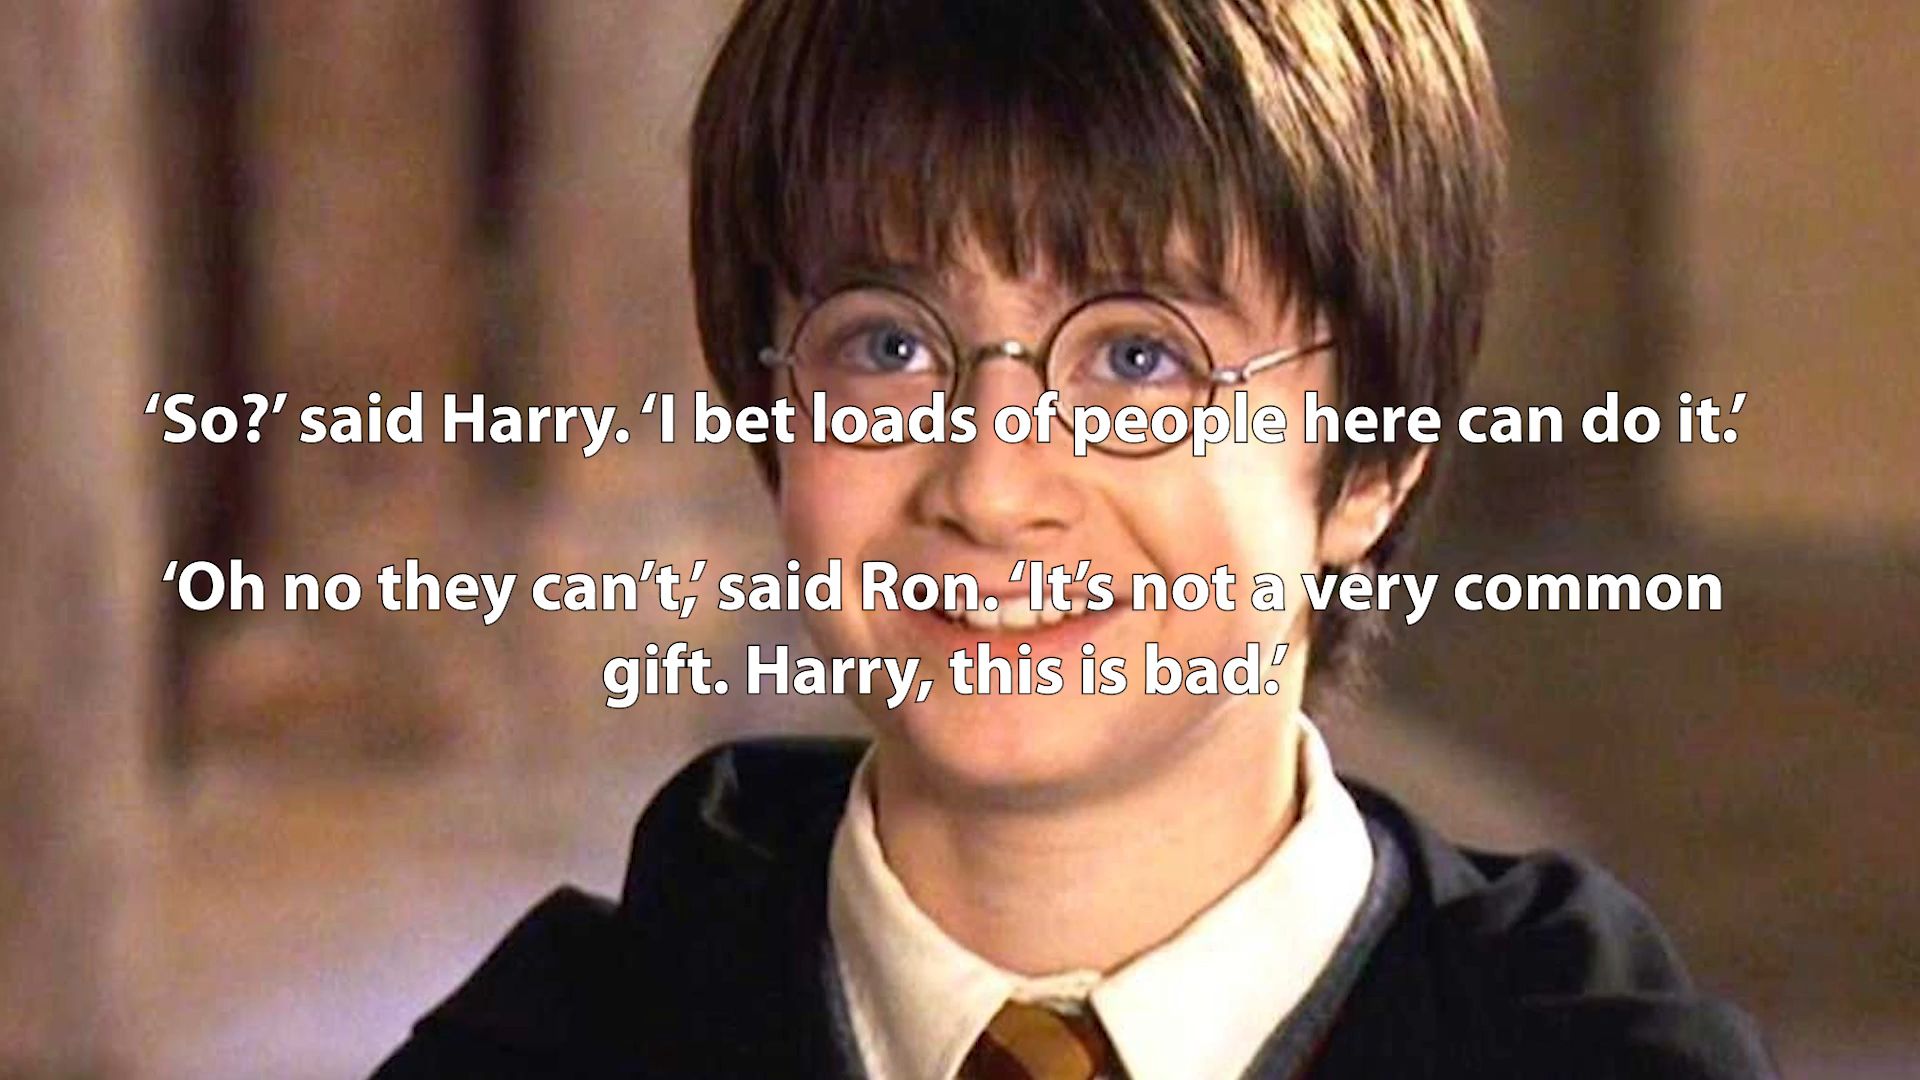 ‘So?’ said Harry. ‘I bet loads of people here can do it.’
‘Oh no they can’t,’ said Ron. ‘It’s not a very common
gift. Harry, this is bad.’